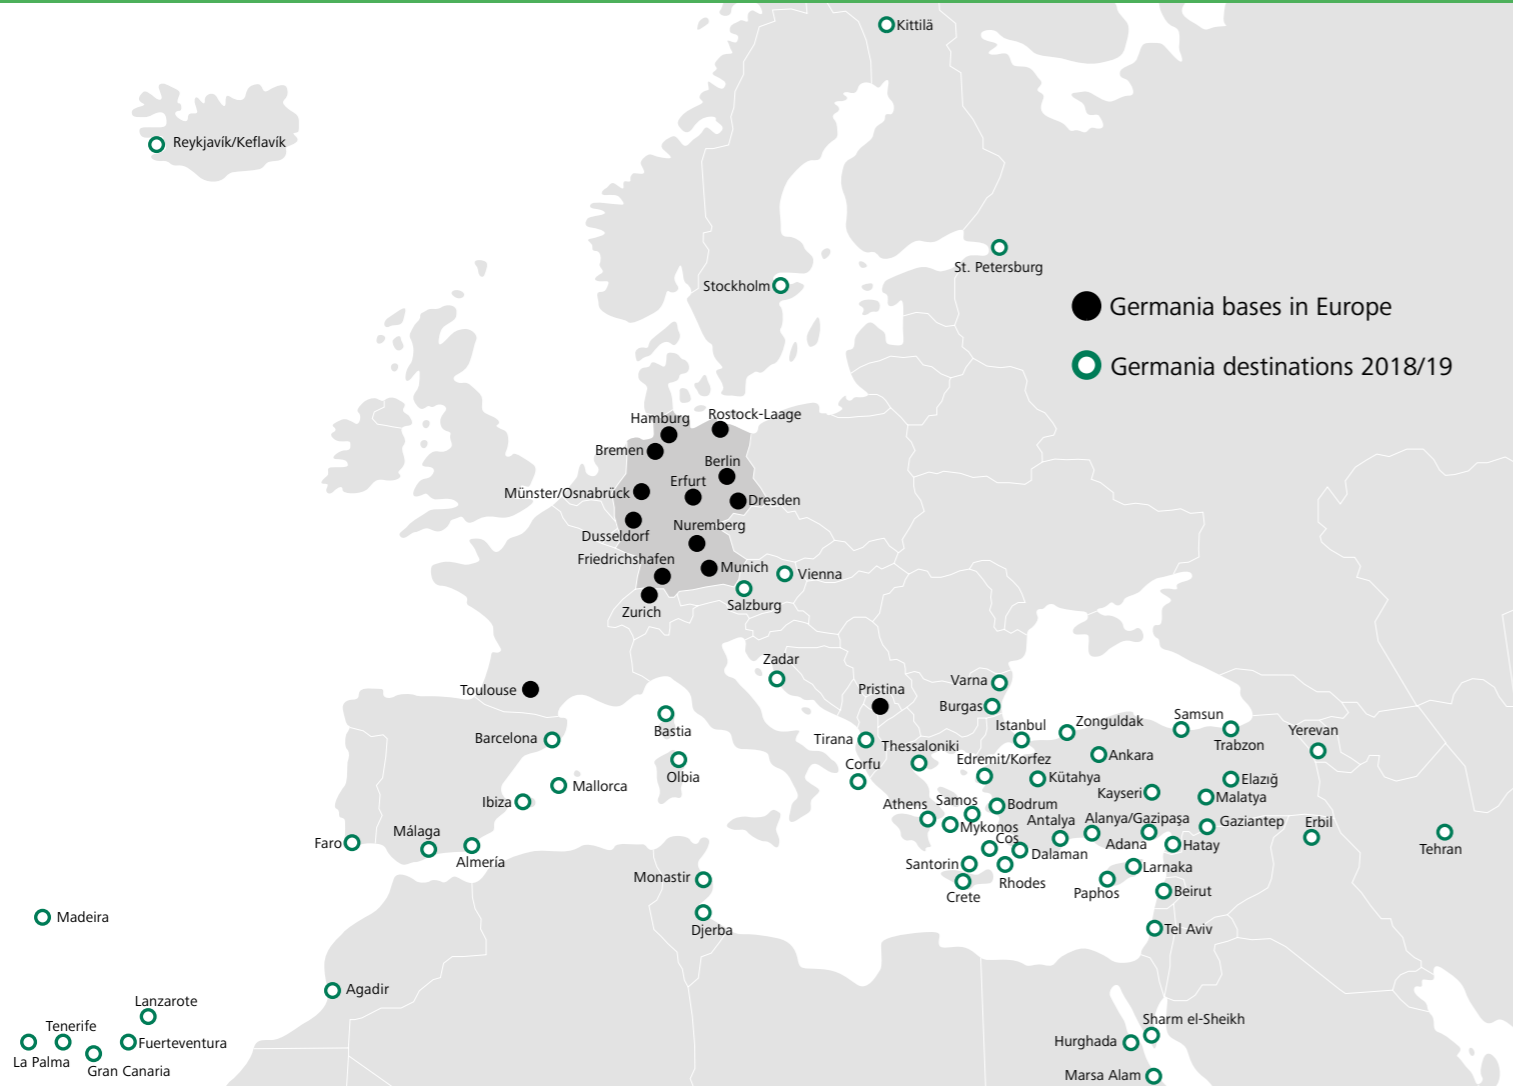 Kittilä
Reykjavík/Keflavík
St. Petersburg
Stockholm
Germania bases in Europe
Germania destinations 2018/19
Hamburg
Rostock-Laage
Bremen
Berlin
Erfurt
Münster/Osnabrück
Dresden
Nuremberg
Dusseldorf
Friedrichshafen
Munich
Vienna
Salzburg
Zurich
Zadar
Toulouse
Pristina
Varna
Burgas
Bastia
Barcelona
Tirana
Thessaloniki
Istanbul
Zonguldak
Samsun
Trabzon
Yerevan
Edremit/Korfez
Ankara
Corfu
Olbia
Kütahya
Elazığ
Mallorca
Ibiza
Kayseri
Malatya
Athens
Samos
Bodrum
Mykonos
Antalya
Alanya/Gazipaşa
Gaziantep
Erbil
Faro
Málaga
Almería
Cos
Dalaman
Adana
Hatay
Tehran
Santorin
Rhodes
Larnaka
Crete
Paphos
Beirut
Monastir
Djerba
Tel Aviv
Madeira
Agadir
Lanzarote
Tenerife
Fuerteventura
La Palma
Gran Canaria
Sharm el-Sheikh
Hurghada
Marsa Alam